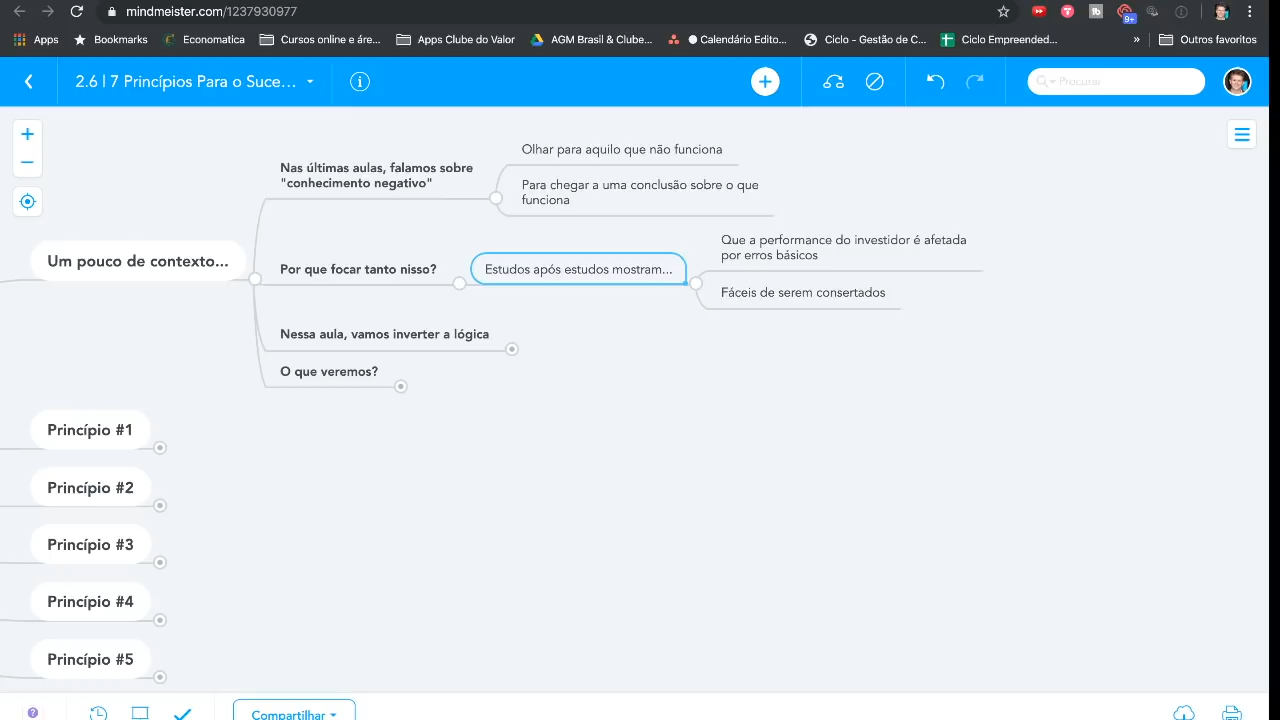 mindmeister.com/1237930977
9+
Apps
Bookmarks
Economatica
Cursos online e áre...
Apps Clube do Valor
AGM Brasil & Clube...
Calendário Edito...
Ciclo - Gestão de C...
Ciclo Empreended...
»
Outros favoritos
2.6 | 7 Princípios Para o Suce...
Procurar
Nas últimas aulas, falamos sobre
"conhecimento negativo"
Olhar para aquilo que não funciona
Para chegar a uma conclusão sobre o que
funciona
Um pouco de contexto...
Por que focar tanto nisso?
Estudos após estudos mostram...
Que a performance do investidor é afetada
por erros básicos
Fáceis de serem consertados
Nessa aula, vamos inverter a lógica
O que veremos?
Princípio #1
Princípio #2
Princípio #3
Princípio #4
Princípio #5
Compartilhar